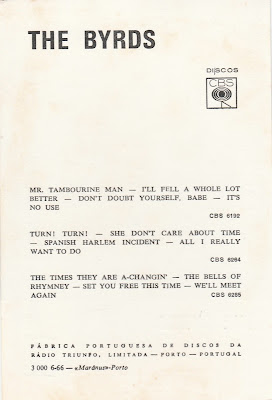 THE BYRDS
DISCOS
CBS
MR. TAMBOURINE MAN — I'LL FELL A WHOLE LOT
BETTER — DON'T DOUBT YOURSELF, BABE — IT'S
NO USE
CBS 6192
TURN! TURN! — SHE DON'T CARE ABOUT TIME
— SPANISH HARLEM INCIDENT — ALL I REALLY
WANT TO DO
CBS 6264
THE TIMES THEY ARE A-CHANGIN' — THE BELLS OF
RHYMNEY — SET YOU FREE THIS TIME — WE'LL MEET
AGAIN
CBS 6285
FÁBRICA PORTUGUESA DE DISCOS DA
RÁDIO TRIUNFO, LIMITADA — PORTO — PORTUGAL
3 000 6-66 — «Marânus»-Porto